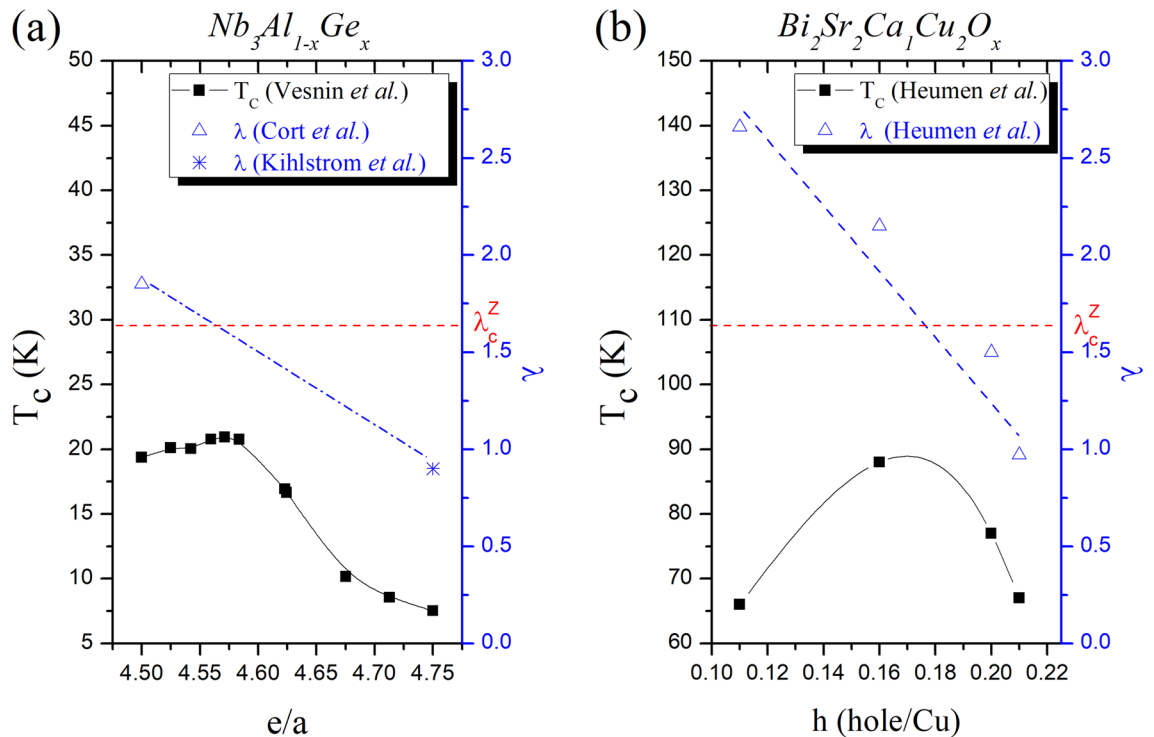 (a)
Nb3Al1-xGex
50
45
40
35
30
25
20
15
10
5
Tc (K)
TC (Vesnin et al.)
λ (Cort et al.)
λ (Kihlstrom et al.)
3.0
2.5
2.0
1.5
1.0
0.5
0.0
λcZ
λ
4.50 4.55 4.60 4.65 4.70 4.75
e/a
(b)
Bi2Sr2Ca1Cu2Ox
150
140
130
120
110
100
90
80
70
60
Tc (K)
TC (Heumen et al.)
λ (Heumen et al.)
3.0
2.5
2.0
1.5
1.0
0.5
0.0
λcZ
λ
0.10 0.12 0.14 0.16 0.18 0.20 0.22
h (hole/Cu)